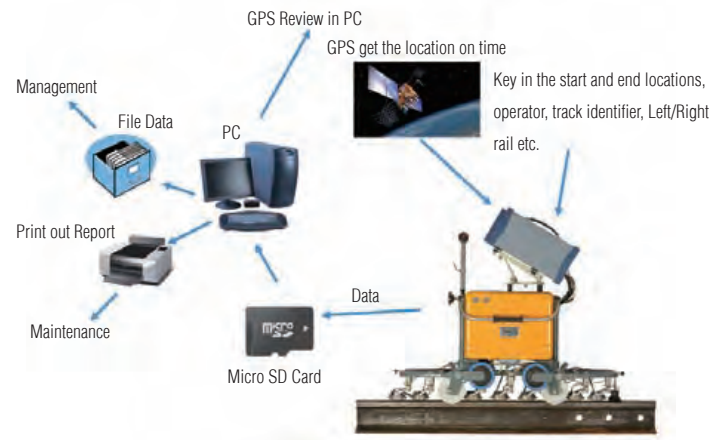 GPS Review in PC
GPS get the location on time
Key in the start and end locations,
operator, track identifier, Left/Right
rail etc.
Management
File Data
PC
Print out Report
Data
micro
SD
Maintenance
Micro SD Card